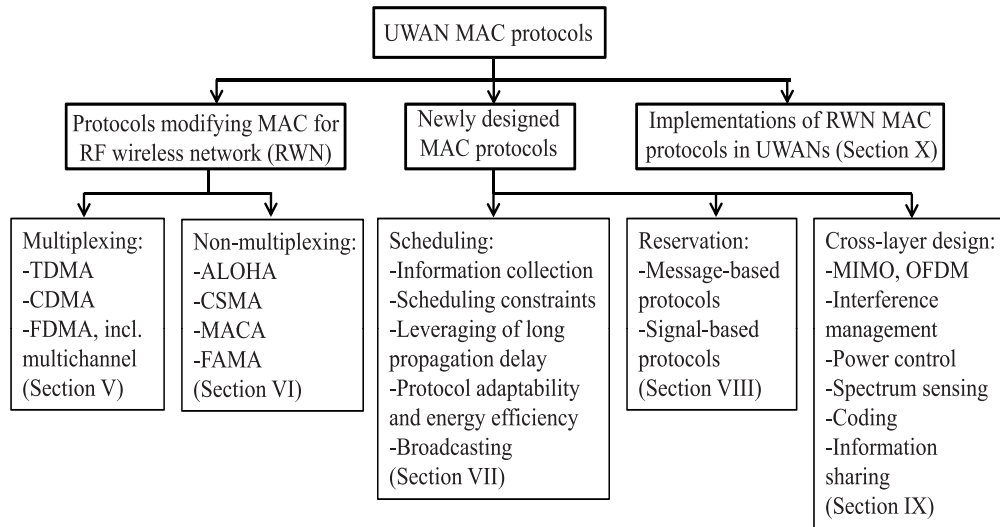 UWAN MAC protocols
Protocols modifying MAC for
RF wireless network (RWN)
Newly designed
MAC protocols
Implementations of RWN MAC
protocols in UWANs (Section X)
Multiplexing:
-TDMA
-CDMA
-FDMA, incl.
multichannel
(Section V)
Non-multiplexing:
-ALOHA
-CSMA
-MACA
-FAMA
(Section VI)
Scheduling:
-Information collection
-Scheduling constraints
-Leveraging of long
propagation delay
-Protocol adaptability
and energy efficiency
-Broadcasting
(Section VII)
Reservation:
-Message-based
protocols
-Signal-based
protocols
(Section VIII)
Cross-layer design:
-MIMO, OFDM
-Interference
management
-Power control
-Spectrum sensing
-Coding
-Information
sharing
(Section IX)